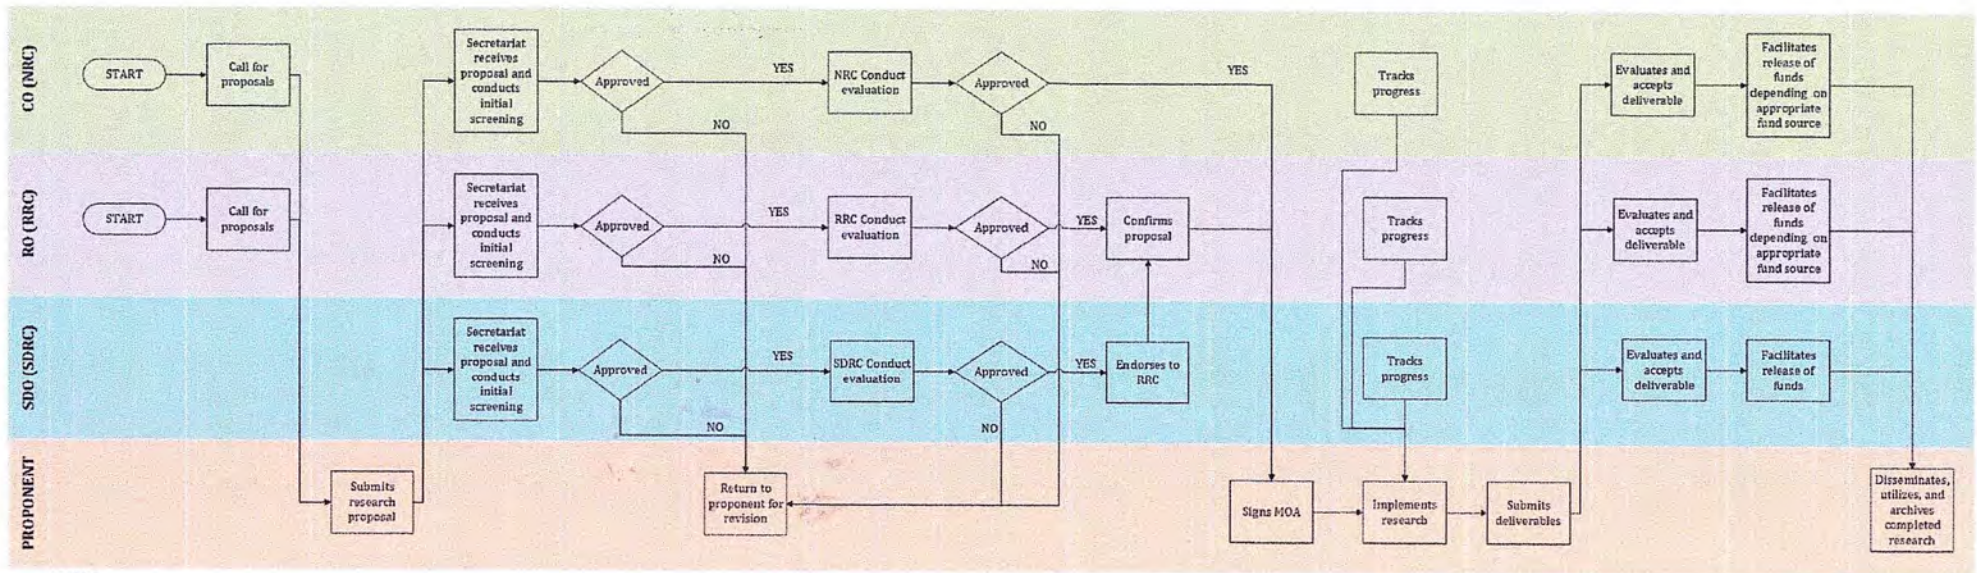 CO (NRC)
START
Call for
proposals
Secretariat
receives
proposal and
conducts
initial
screening
Approved
YES
NO
NRC Conduct
evaluation
Approved
YES
NO
Tracks
progress
Evaluates and
accepts
deliverable
Facilitates
release of
funds
depending on
appropriate
fund source
RO (RRC)
START
Call for
proposals
Secretariat
receives
proposal and
conducts
initial
screening
Approved
YES
NO
RRC Conduct
evaluation
Approved
YES
NO
Confirms
proposal
Tracks
progress
Evaluates and
accepts
deliverable
Facilitates
release of
funds
depending on
appropriate
fund source
SDO (SDRC)
Secretariat
receives
proposal and
conducts
initial
screening
Approved
YES
NO
SDRC Conduct
evaluation
Approved
YES
NO
Endorses to
RRC
Tracks
progress
Evaluates and
accepts
deliverable
Facilitates
release of
funds
PROPONENT
Submits
research
proposal
Return to
proponent for
revision
Signs MOA
Implements
research
Submits
deliverables
Disseminates,
utilizes, and
archives
completed
research